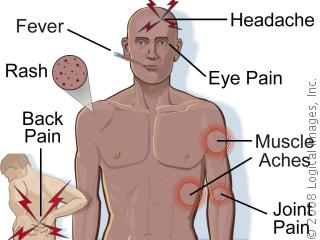 Headache
Fever
Rash
Eye Pain
Back
Pain
Muscle
Aches
Joint
Pain
© 2008 Logical Images, Inc.